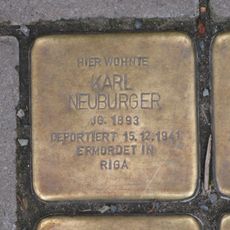 HIER WOHNTE
KARL
NEUBURGER
JG. 1893
DEPORTIERT 15.12.1941
ERMORDET IN
RIGA